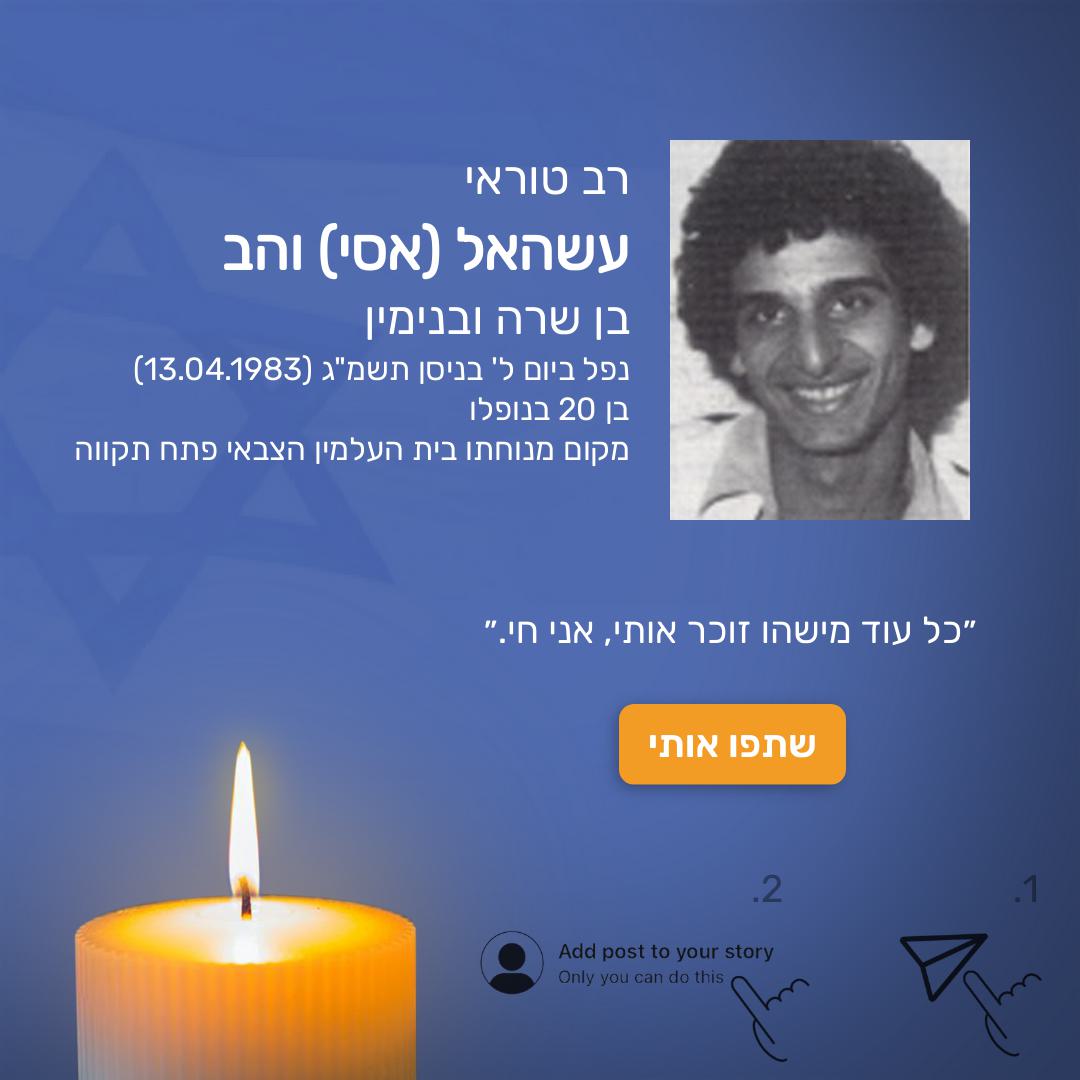 רב טוראי
עשהאל (אסי) והב
בן שרה ובנימין
נפל ביום ל' בניסן תשמ"ג (13.04.1983)
בן 20 בנופלו
מקום מנוחתו בית העלמין הצבאי פתח תקווה
״כל עוד מישהו זוכר אותי, אני חי.״
שתפו אותי
1.
2.
Add post to your story
Only you can do this